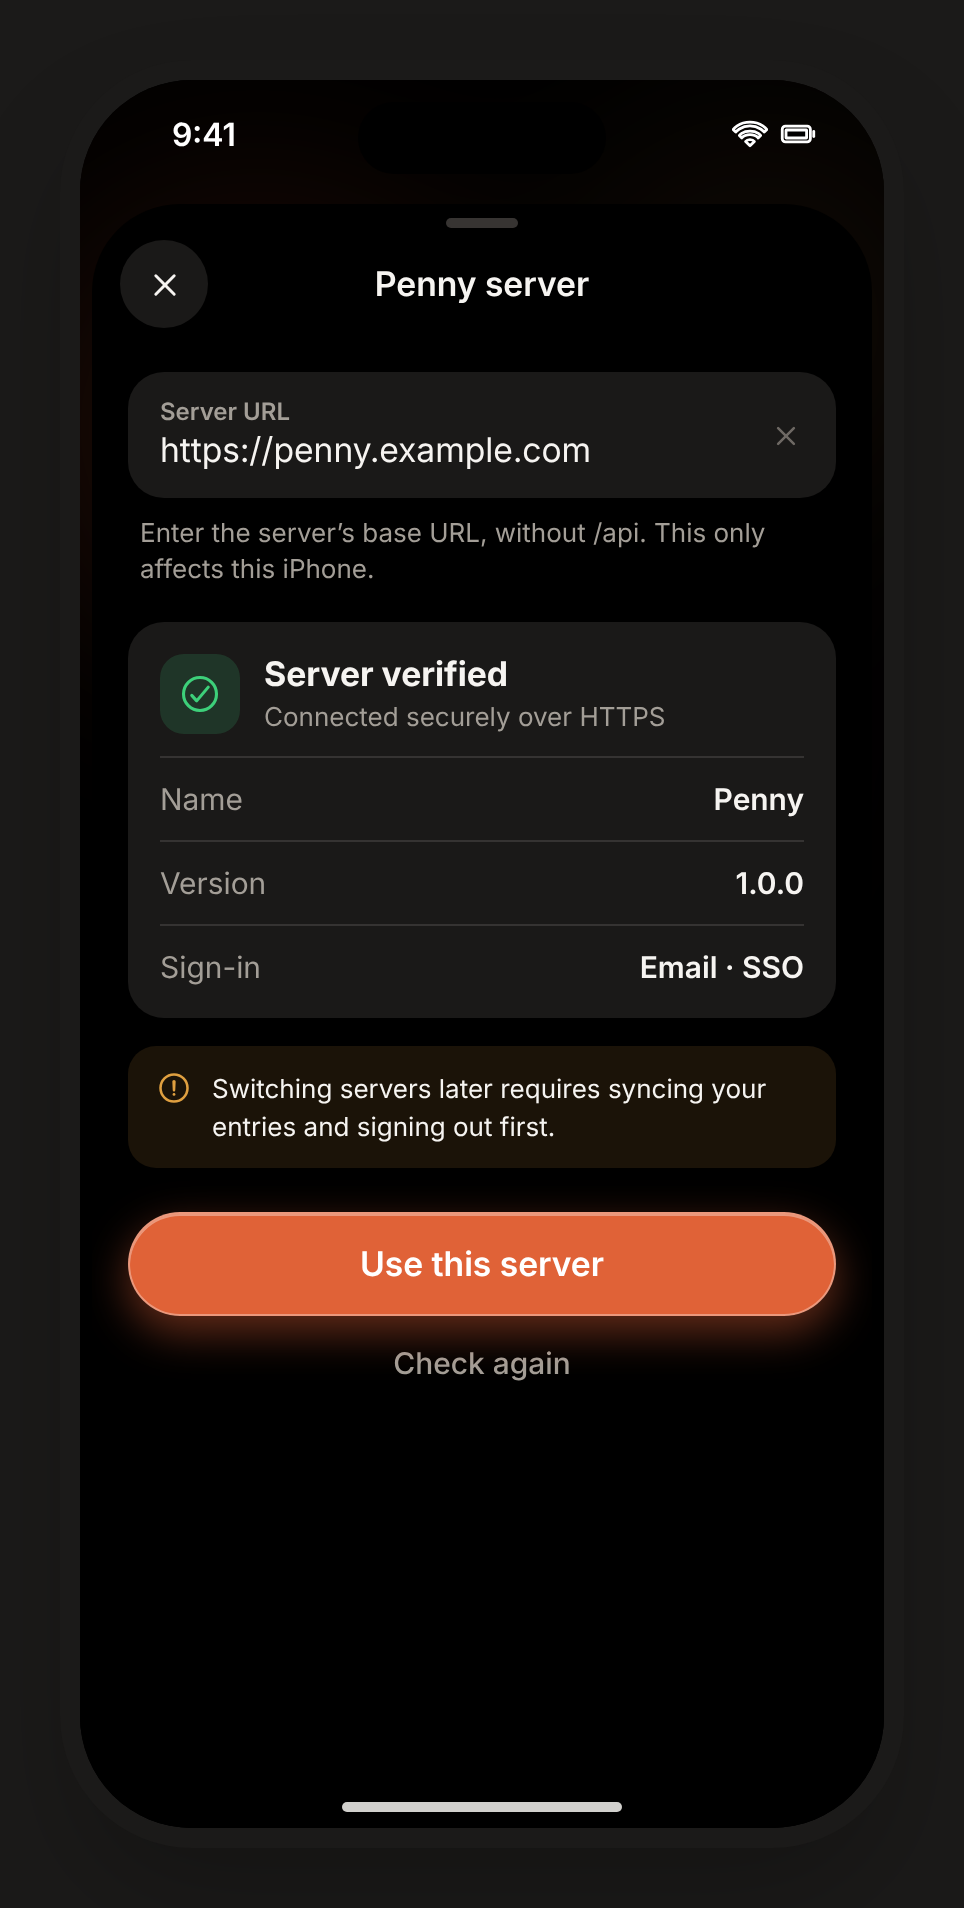 9:41
Penny server
Server URL
https://penny.example.com
Enter the server’s base URL, without /api. This only
affects this iPhone.
Server verified
Connected securely over HTTPS
Name
Penny
Version
1.0.0
Sign-in
Email · SSO
Switching servers later requires syncing your
entries and signing out first.
Use this server
Check again